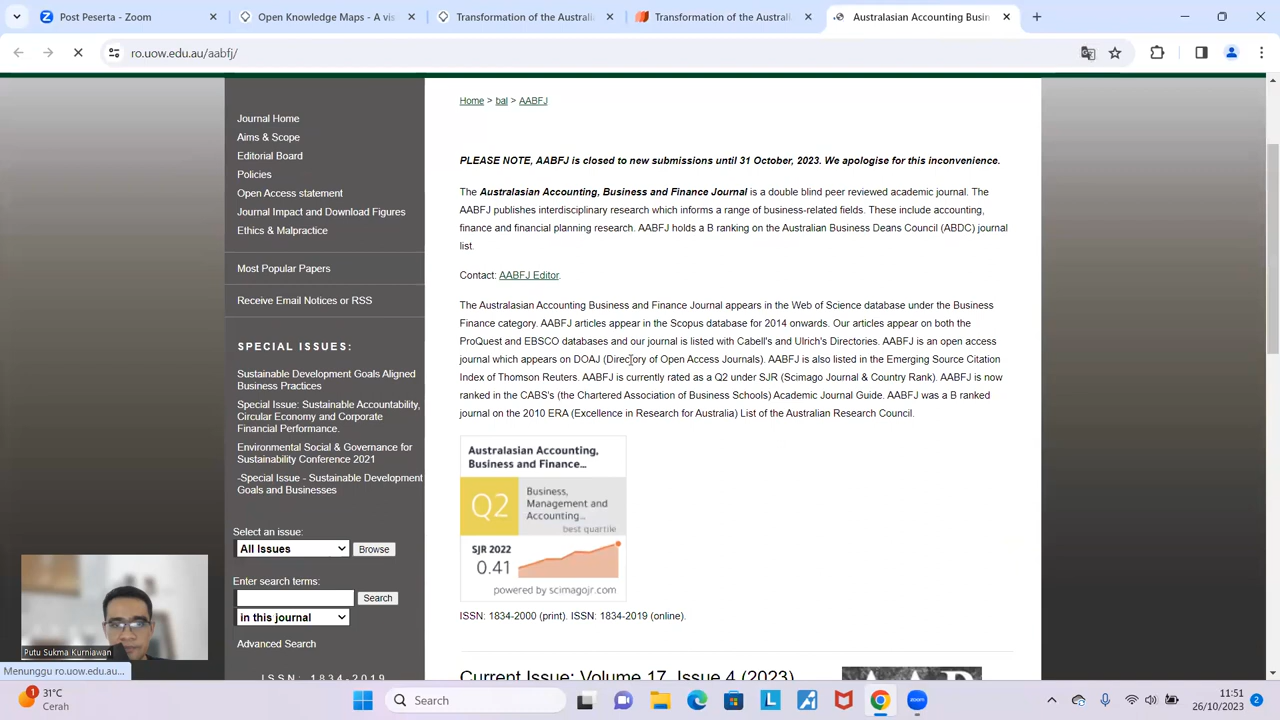 Post Peserta - Zoom
Open Knowledge Maps - A vis
Transformation of the Australi
Transformation of the Austral
Australasian Accounting Busin
ro.uow.edu.au/aabfj/
Home > bal > AABFJ
Journal Home
Aims & Scope
Editorial Board
Policies
Open Access statement
Journal Impact and Download Figures
Ethics & Malpractice
Most Popular Papers
Receive Email Notices or RSS
SPECIAL ISSUES:
Sustainable Development Goals Aligned
Business Practices
Special Issue: Sustainable Accountability,
Circular Economy and Corporate
Financial Performance.
Environmental Social & Governance for
Sustainability Conference 2021
-Special Issue - Sustainable Development
Goals and Businesses
Select an issue:
All Issues
Browse
Enter search terms:
Search
in this journal
Advanced Search
ISSN: 1834-2019
PLEASE NOTE, AABFJ is closed to new submissions until 31 October, 2023. We apologise for this inconvenience.
The Australasian Accounting, Business and Finance Journal is a double blind peer reviewed academic journal. The
AABFJ publishes interdisciplinary research which informs a range of business-related fields. These include accounting,
finance and financial planning research. AABFJ holds a B ranking on the Australian Business Deans Council (ABDC) journal
list.
Contact: AABFJ Editor.
The Australasian Accounting Business and Finance Journal appears in the Web of Science database under the Business
Finance category. AABFJ articles appear in the Scopus database for 2014 onwards. Our articles appear on both the
ProQuest and EBSCO databases and our journal is listed with Cabell's and Ulrich's Directories. AABFJ is an open access
journal which appears on DOAJ (Directory of Open Access Journals). AABFJ is also listed in the Emerging Source Citation
Index of Thomson Reuters. AABFJ is currently rated as a Q2 under SJR (Scimago Journal & Country Rank). AABFJ is now
ranked in the CABS's (the Chartered Association of Business Schools) Academic Journal Guide. AABFJ was a B ranked
journal on the 2010 ERA (Excellence in Research for Australia) List of the Australian Research Council.
Australasian Accounting,
Business and Finance...
Q2
Business,
Management and
Accounting...
best quartile
SJR 2022
0.41
powered by scimagojr.com
ISSN: 1834-2000 (print). ISSN: 1834-2019 (online).
Current Issue: Volume 17, Issue 4 (2023)
Putu Sukma Kurniawan
Menunggu ro.uow.edu.au...
1
31°C
Cerah
Search
zoom
11:51
26/10/2023
2